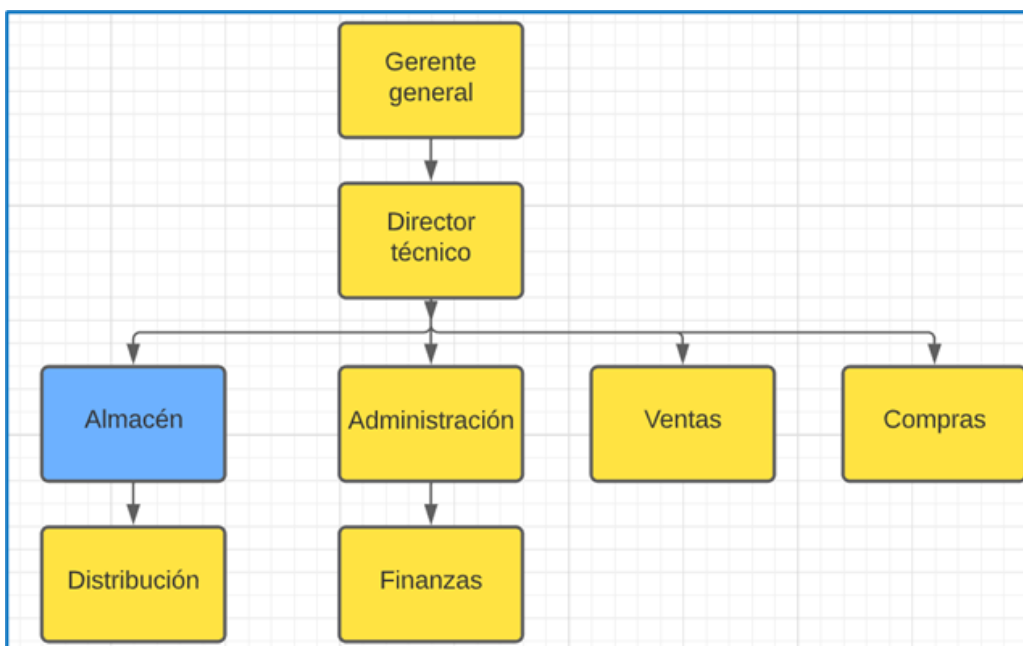 Gerente
general
Director
técnico
Almacén
Administración
Ventas
Compras
Distribución
Finanzas